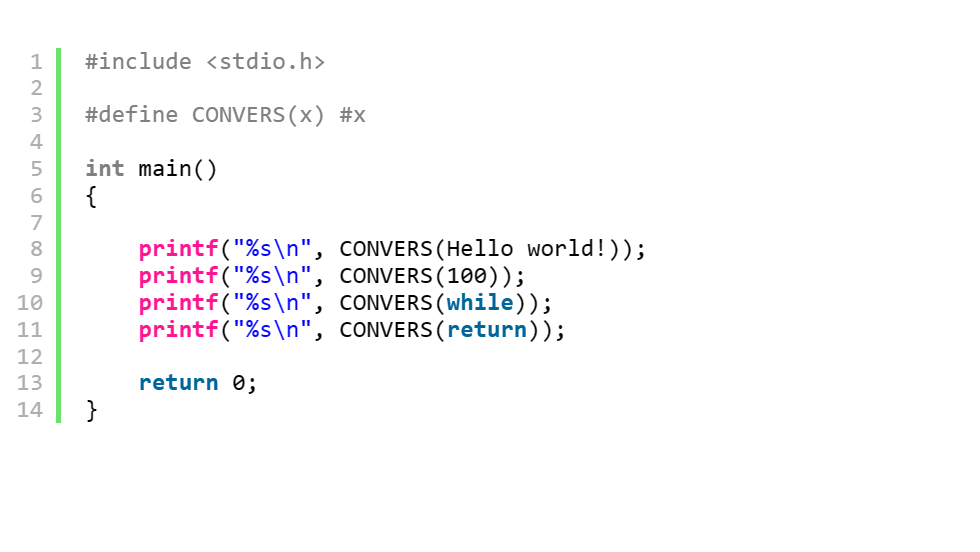 1 #include <stdio.h>
2
3 #define CONVERS(x) #x
4
5 int main()
6 {
7
8 printf("%s\n", CONVERS(Hello world!));
9 printf("%s\n", CONVERS(100));
10 printf("%s\n", CONVERS(while));
11 printf("%s\n", CONVERS(return));
12
13 return 0;
14 }